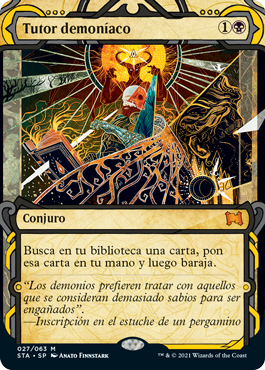 Tutor demoníaco 1
Conjuro
Busca en tu biblioteca una carta, pon
esa carta en tu mano y luego baraja.
“Los demonios prefieren tratar con aquellos
que se consideran demasiado sabios para ser
engañados”.
—Inscripción en el estuche de un pergamino
027/063 M
STA • SP ANATO FINNSTARK
™ & © 2021 Wizards of the Coast